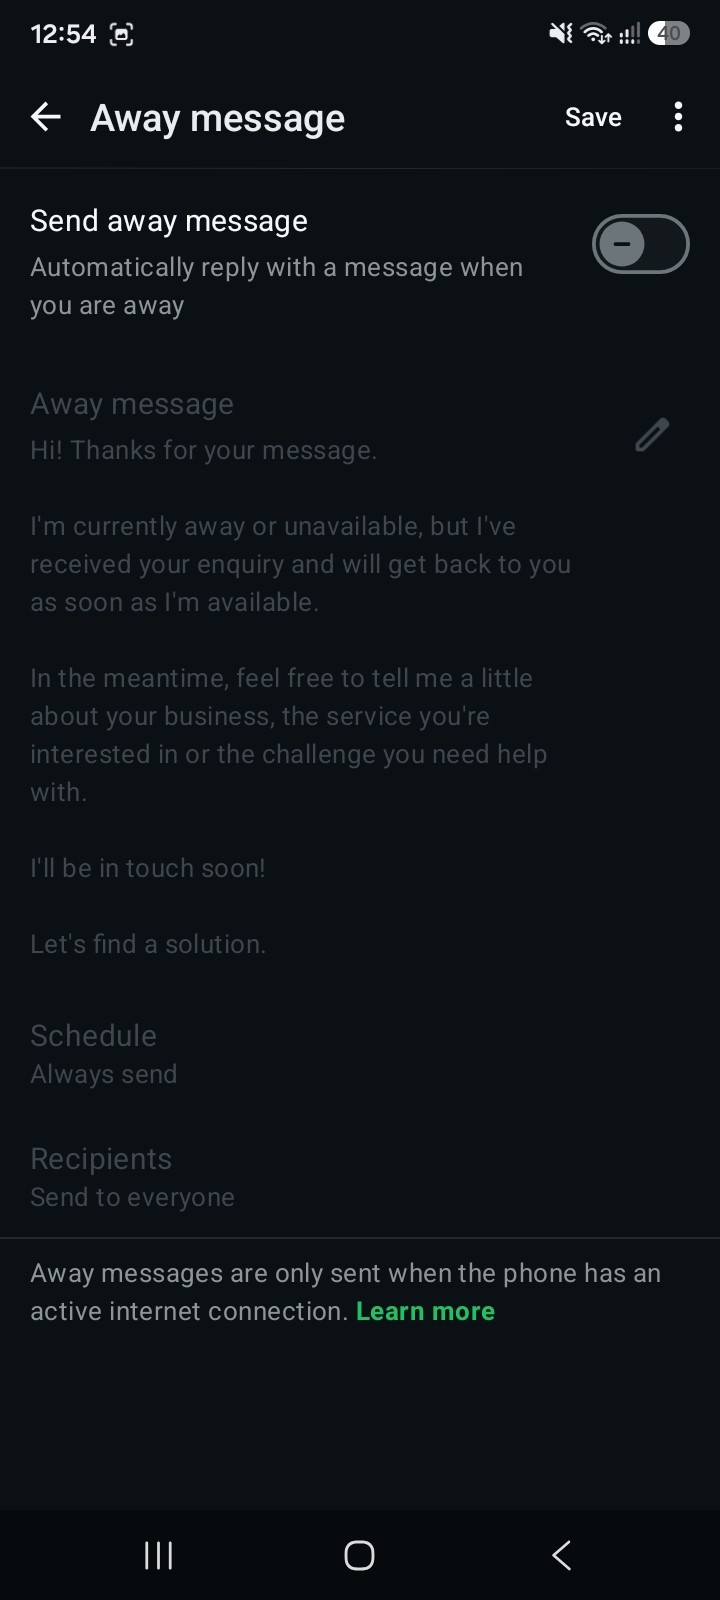 12:54
40
Away message
Save
Send away message
Automatically reply with a message when
you are away
Away message
Hi! Thanks for your message.
I'm currently away or unavailable, but I've
received your enquiry and will get back to you
as soon as I'm available.
In the meantime, feel free to tell me a little
about your business, the service you're
interested in or the challenge you need help
with.
I'll be in touch soon!
Let's find a solution.
Schedule
Always send
Recipients
Send to everyone
Away messages are only sent when the phone has an
active internet connection. Learn more